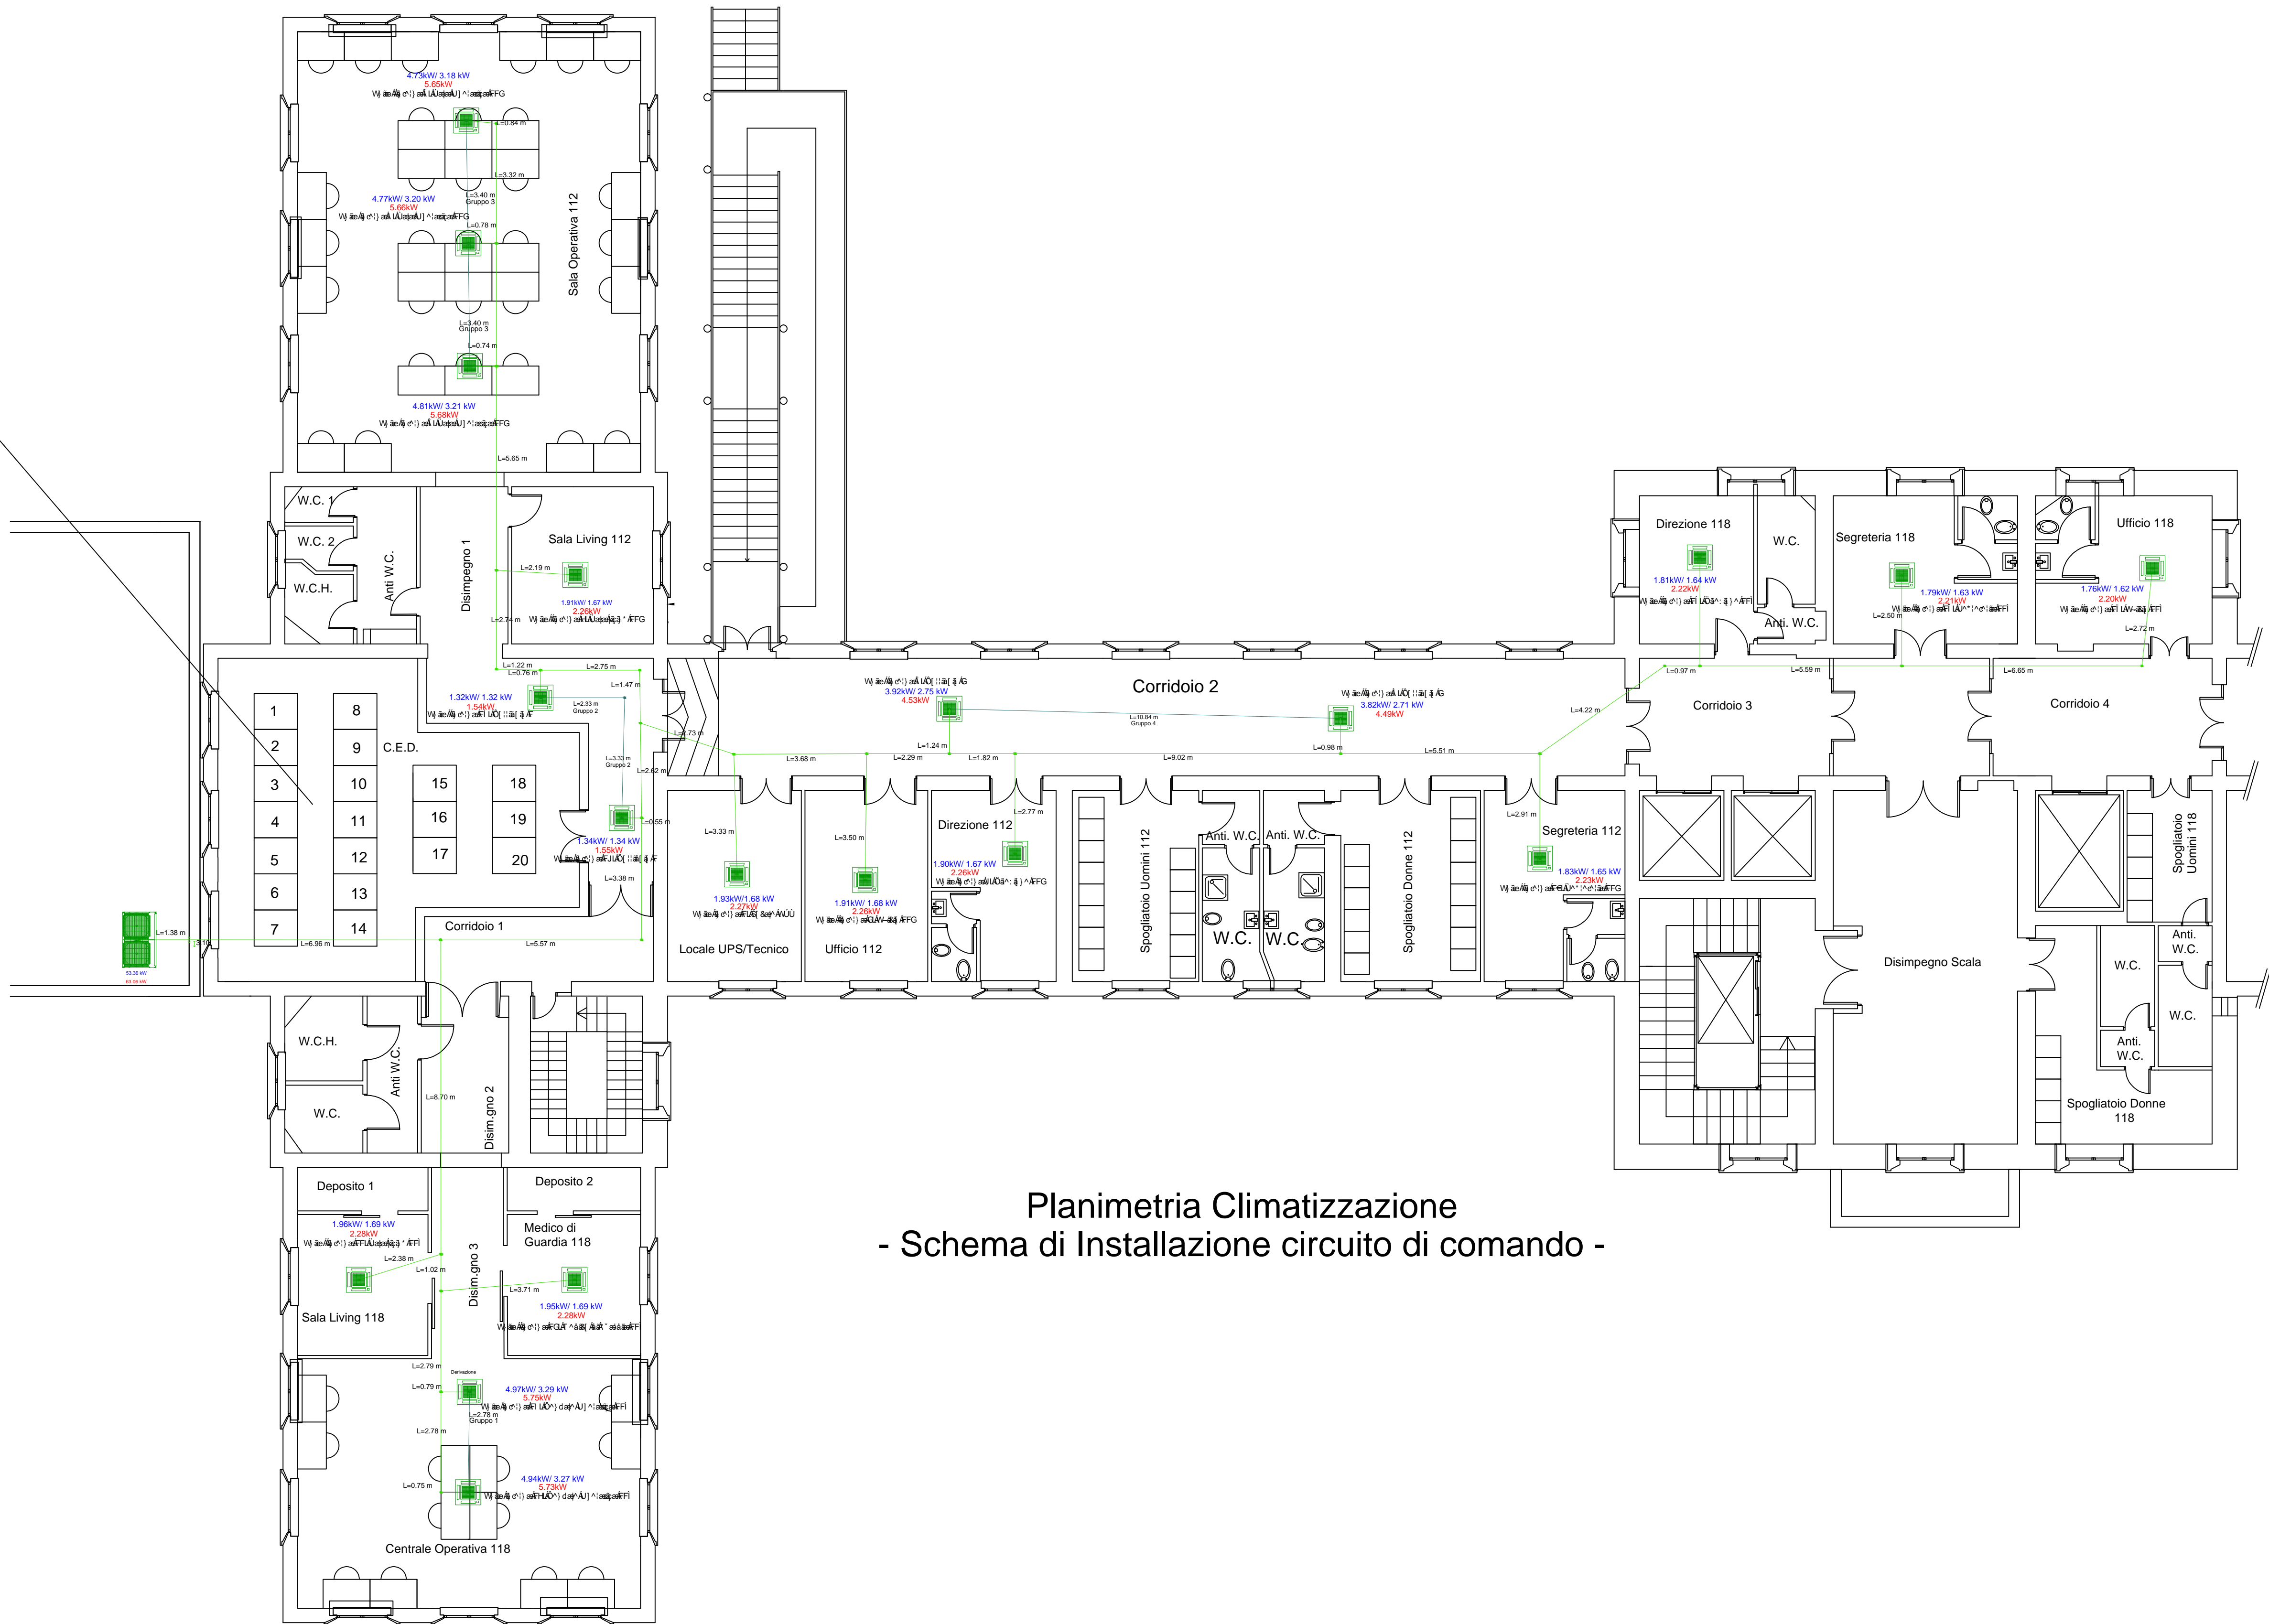 4.73kW/ 3.18 kW
5.65kW
L=0.84 m
L=3.32 m
L=3.40 m
Gruppo 3
4.77kW/ 3.20 kW
5.66kW
L=0.78 m
Sala Operativa 112
L=3.40 m
Gruppo 3
L=0.74 m
4.81kW/ 3.21 kW
5.68kW
L=5.65 m
W.C. 1
W.C. 2
W.C.H.
Anti W.C.
Disimpegno 1
Sala Living 112
L=2.19 m
1.91kW/ 1.67 kW
2.26kW
L=2.74 m
L=1.22 m
L=0.76 m
L=2.75 m
L=1.47 m
1.32kW/ 1.32 kW
1.54kW
L=2.33 m
Gruppo 2
L=2.73 m
L=3.33 m
Gruppo 2
L=2.62 m
L=0.55 m
1.34kW/ 1.34 kW
1.55kW
L=3.38 m
C.E.D.
1
2
3
4
5
6
7
8
9
10
11
12
13
14
15
16
17
18
19
20
Corridoio 1
L=1.38 m
3.10
L=6.96 m
L=5.57 m
53.36 kW
63.06 kW
Corridoio 2
3.92kW/ 2.75 kW
4.53kW
3.82kW/ 2.71 kW
4.49kW
L=10.84 m
Gruppo 4
L=3.68 m
L=2.29 m
L=1.24 m
L=1.82 m
L=9.02 m
L=0.98 m
L=5.51 m
L=4.22 m
L=3.33 m
1.93kW/1.68 kW
2.27kW
Locale UPS/Tecnico
L=3.50 m
1.91kW/ 1.68 kW
2.26kW
Ufficio 112
Direzione 112
L=2.77 m
1.90kW/ 1.67 kW
2.26kW
Spogliatoio Uomini 112
Anti. W.C.
Anti. W.C.
W.C.
W.C.
Spogliatoio Donne 112
L=2.91 m
Segreteria 112
1.83kW/ 1.65 kW
2.23kW
Direzione 118
1.81kW/ 1.64 kW
2.22kW
W.C.
Anti. W.C.
Segreteria 118
1.79kW/ 1.63 kW
2.21kW
L=2.50 m
Ufficio 118
1.76kW/ 1.62 kW
2.20kW
L=2.72 m
L=0.97 m
L=5.59 m
L=6.65 m
Corridoio 3
Corridoio 4
Spogliatoio
Uomini 118
Disimpegno Scala
Anti.
W.C.
W.C.
W.C.
Anti.
W.C.
Spogliatoio Donne
118
W.C.H.
W.C.
Anti W.C.
L=8.70 m
Disim.gno 2
Deposito 1
Deposito 2
1.96kW/ 1.69 kW
2.28kW
L=2.38 m
L=1.02 m
Sala Living 118
Disim.gno 3
Medico di
Guardia 118
L=3.71 m
1.95kW/ 1.69 kW
2.28kW
L=2.79 m
L=0.79 m
Derivazione
4.97kW/ 3.29 kW
5.75kW
L=2.78 m
Gruppo 1
L=2.78 m
L=0.75 m
4.94kW/ 3.27 kW
5.73kW
Centrale Operativa 118
Planimetria Climatizzazione
- Schema di Installazione circuito di comando -